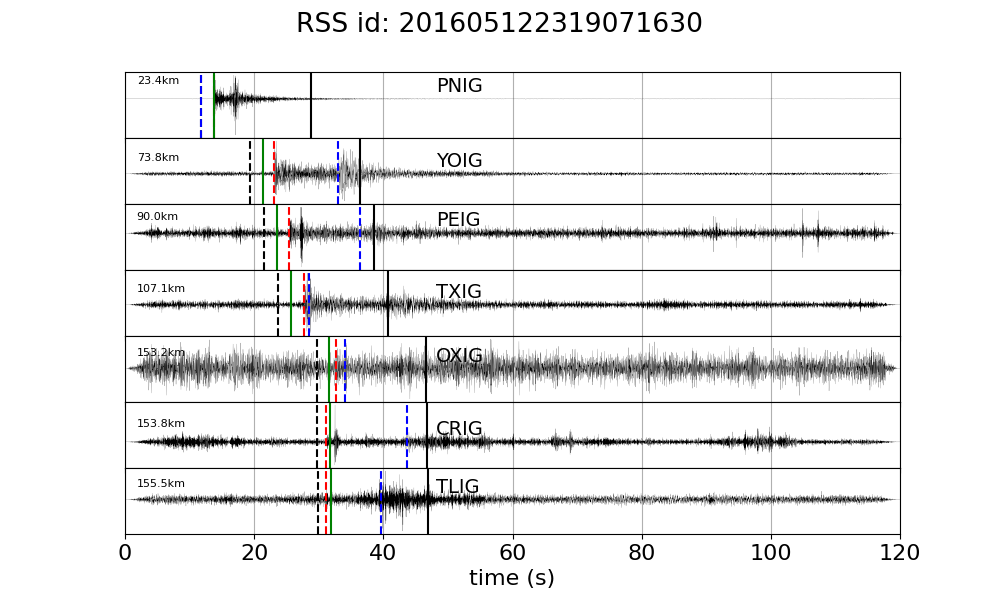 RSS id: 201605122319071630
23.4km
PNIG
73.8km
YOIG
90.0km
PEIG
107.1km
TXIG
153.2km
OXIG
153.8km
CRIG
155.5km
TLIG
0 20 40 60 80 100 120
time (s)